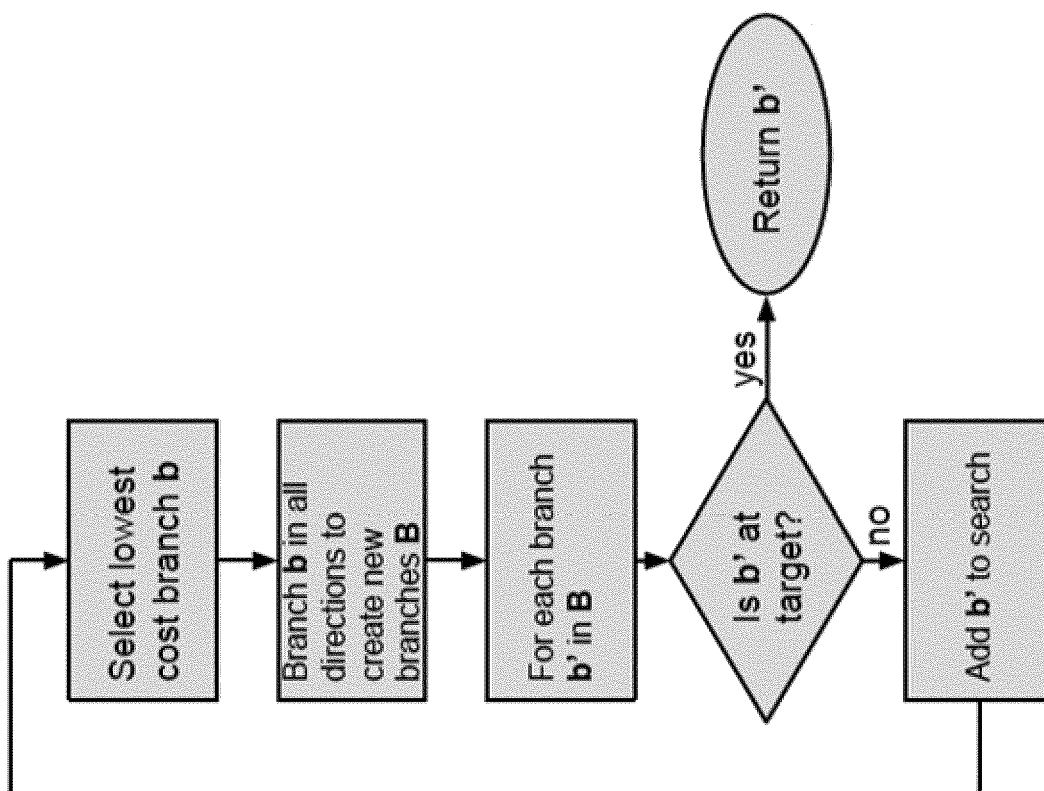 Select lowest
cost branch b
Branch b in all
directions to
create new
branches B
For each branch
b' in B
Is b' at
target?
yes
Return b'
no
Add b' to search